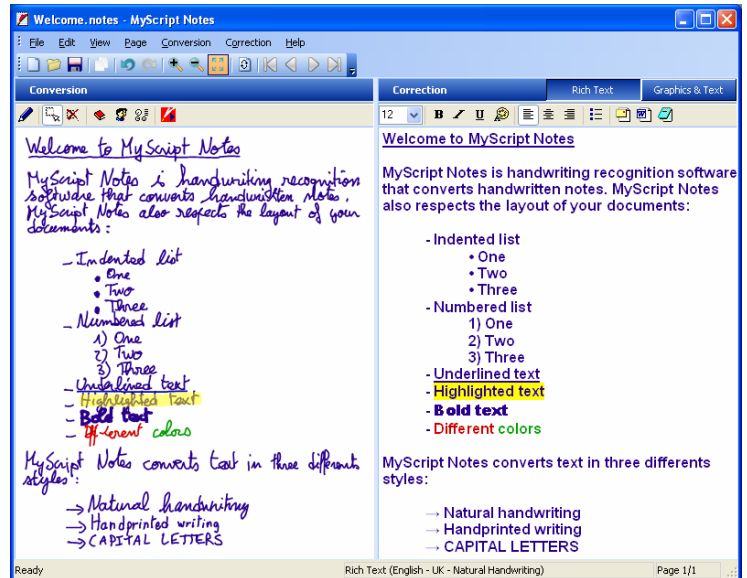 Welcome.notes - MyScript Notes
File Edit View Page Conversion Correction Help
Conversion
Correction Rich Text Graphics & Text
12 B I U
Welcome to MyScript Notes
MyScript Notes is handwriting recognition
software that converts handwritten notes.
MyScript Notes also respects the layout of your
documents :
- Indented list
• One
• Two
• Three
- Numbered list
1) One
2) Two
3) Three
- Underlined text
- Highlighted text
- Bold text
- Different colors
MyScript Notes converts text in three different
styles :
→ Natural handwriting
→ Handprinted writing
→ CAPITAL LETTERS
Welcome to MyScript Notes
MyScript Notes is handwriting recognition software
that converts handwritten notes. MyScript Notes
also respects the layout of your documents:
- Indented list
• One
• Two
• Three
- Numbered list
1) One
2) Two
3) Three
- Underlined text
- Highlighted text
- Bold text
- Different colors
MyScript Notes converts text in three differents
styles:
→ Natural handwriting
→ Handprinted writing
→ CAPITAL LETTERS
Ready Rich Text (English - UK - Natural Handwriting) Page 1/1